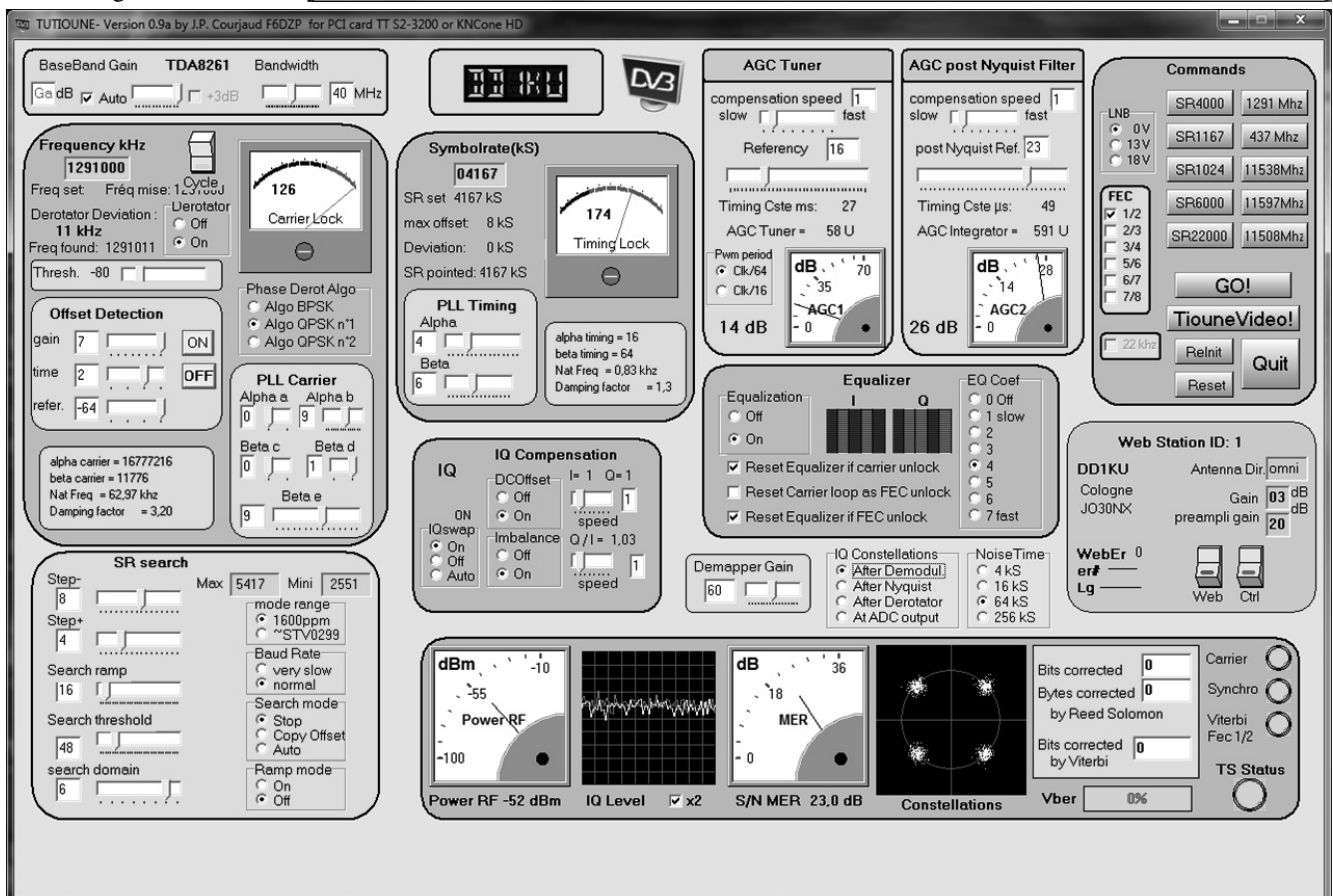 TUTIOUNE- Version 0.9a by J.P. Courjaud F6DZP for PCI card TT S2-3200 or KNCone HD
BaseBand Gain TDA8261 Bandwidth
Ga dB Auto +3dB 40 MHz
DD1KU
DVB
Frequency kHz
1291000
Cycle
Freq set: Fréq mise:
Derotator Deviation :
11 kHz
Freq found: 1291011
Derotator
Off
On
126
Carrier Lock
Thresh. -80
Offset Detection
gain 7 ON
time 2 OFF
refer. -64
Phase Derot Algo
Algo BPSK
Algo QPSK n°1
Algo QPSK n°2
PLL Carrier
Alpha a Alpha b
0 9
Beta c Beta d
0 1
Beta e
9
alpha carrier = 16777216
beta carrier = 11776
Nat Freq = 62,97 khz
Damping factor = 3,20
Symbolrate(kS)
04167
SR set 4167 kS
max offset: 8 kS
Deviation: 0 kS
SR pointed: 4167 kS
174
Timing Lock
PLL Timing
Alpha
4
Beta
6
alpha timing = 16
beta timing = 64
Nat Freq = 0,83 khz
Damping factor = 1,3
IQ Compensation
IQ
ON
IQswap
On
Off
Auto
DCOffset
Off
On
I= 1 Q= 1
1
speed
Imbalance
Off
On
Q / I = 1,03
1
speed
AGC Tuner
compensation speed 1
slow fast
Referency 16
Timing Cste ms: 27
AGC Tuner = 58 U
Pwm period
Clk/64
Clk/16
14 dB
dB 70
35
AGC1
0
AGC post Nyquist Filter
compensation speed 1
slow fast
post Nyquist Ref. 23
Timing Cste µs: 49
AGC Integrator = 591 U
26 dB
dB 28
14
AGC2
0
Commands
LNB
0 V
13 V
18 V
SR4000 1291 Mhz
SR1167 437 Mhz
SR1024 11538Mhz
SR6000 11597Mhz
SR22000 11508Mhz
FEC
1/2
2/3
3/4
5/6
6/7
7/8
22 khz
GO!
TiouneVideo!
ReInit
Reset
Quit
Equalizer
Equalization
Off
On
I Q
Reset Equalizer if carrier unlock
Reset Carrier loop as FEC unlock
Reset Equalizer if FEC unlock
EQ Coef
0 Off
1 slow
2
3
4
5
6
7 fast
Demapper Gain
60
IQ Constellations
After Demodul
After Nyquist
After Derotator
At ADC output
NoiseTime
4 kS
16 kS
64 kS
256 kS
Web Station ID: 1
DD1KU Antenna Dir. omni
Cologne Gain 03 dB
JO30NX preampli gain 20 dB
WebEr 0
er#
Lg
Web Ctrl
SR search
Step-
8
Max 5417 Mini 2551
Step+
4
Search ramp
16
Search threshold
48
search domain
6
mode range
1600ppm
~STV0299
Baud Rate
very slow
normal
Search mode
Stop
Copy Offset
Auto
Ramp mode
On
Off
dBm -10
-55
Power RF
-100
Power RF -52 dBm
IQ Level x2
dB 36
18
MER
0
S/N MER 23,0 dB
Constellations
Bits corrected 0
Bytes corrected 0
by Reed Solomon
Bits corrected 0
by Viterbi
Vber 0%
Carrier
Synchro
Viterbi
Fec 1/2
TS Status